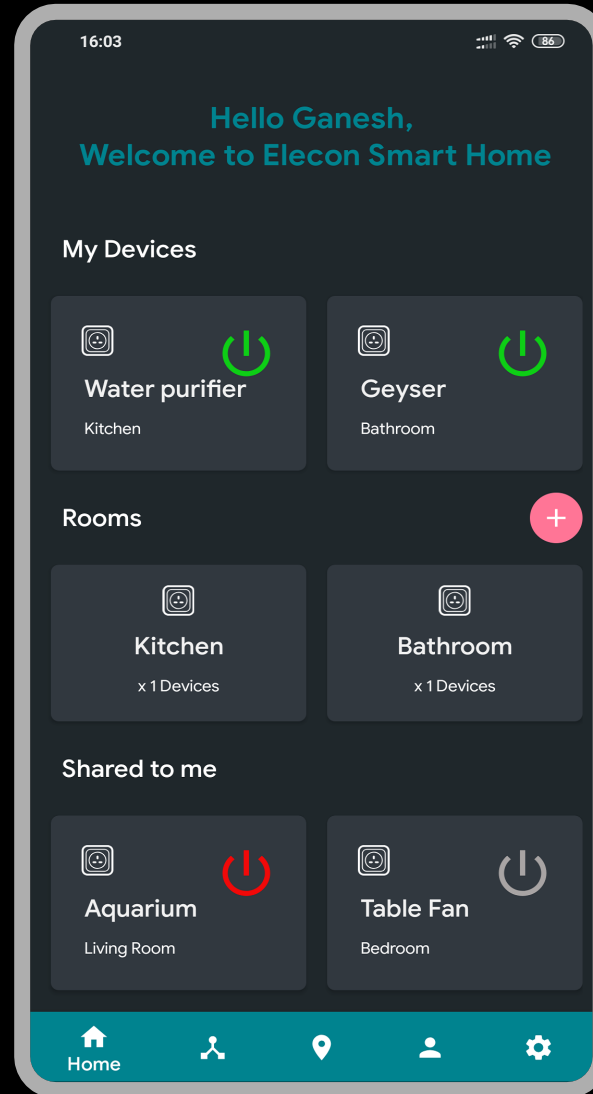 16:03
86
Hello Ganesh,
Welcome to Elecon Smart Home
My Devices
Water purifier
Kitchen
Geyser
Bathroom
Rooms
+
Kitchen
x 1 Devices
Bathroom
x 1 Devices
Shared to me
Aquarium
Living Room
Table Fan
Bedroom
Home